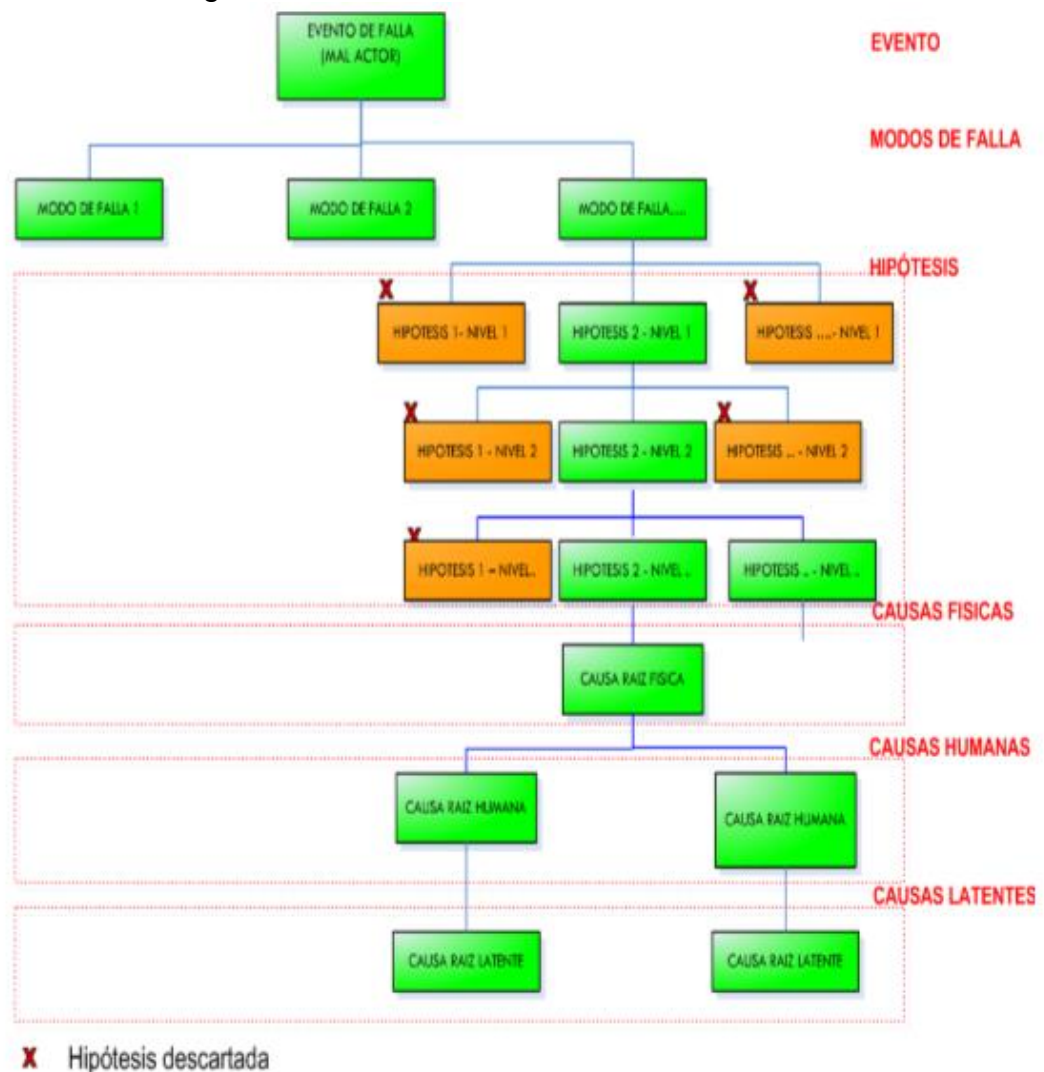 EVENTO DE FALLA
(MAL ACTOR)
EVENTO
MODOS DE FALLA
MODO DE FALLA 1
MODO DE FALLA 2
MODO DE FALLA....
HIPÓTESIS
HIPOTESIS 1- NIVEL 1
HIPOTESIS 2 - NIVEL 1
HIPOTESIS ....- NIVEL 1
HIPOTESIS 1 - NIVEL 2
HIPOTESIS 2 - NIVEL 2
HIPOTESIS ... - NIVEL 2
HIPOTESIS 1 = NIVEL..
HIPOTESIS 2 - NIVEL ..
HIPOTESIS .. - NIVEL ..
CAUSAS FISICAS
CAUSA RAIZ FISICA
CAUSAS HUMANAS
CAUSA RAIZ HUMANA
CAUSA RAIZ HUMANA
CAUSAS LATENTES
CAUSA RAIZ LATENTE
CAUSA RAIZ LATENTE
X Hipótesis descartada